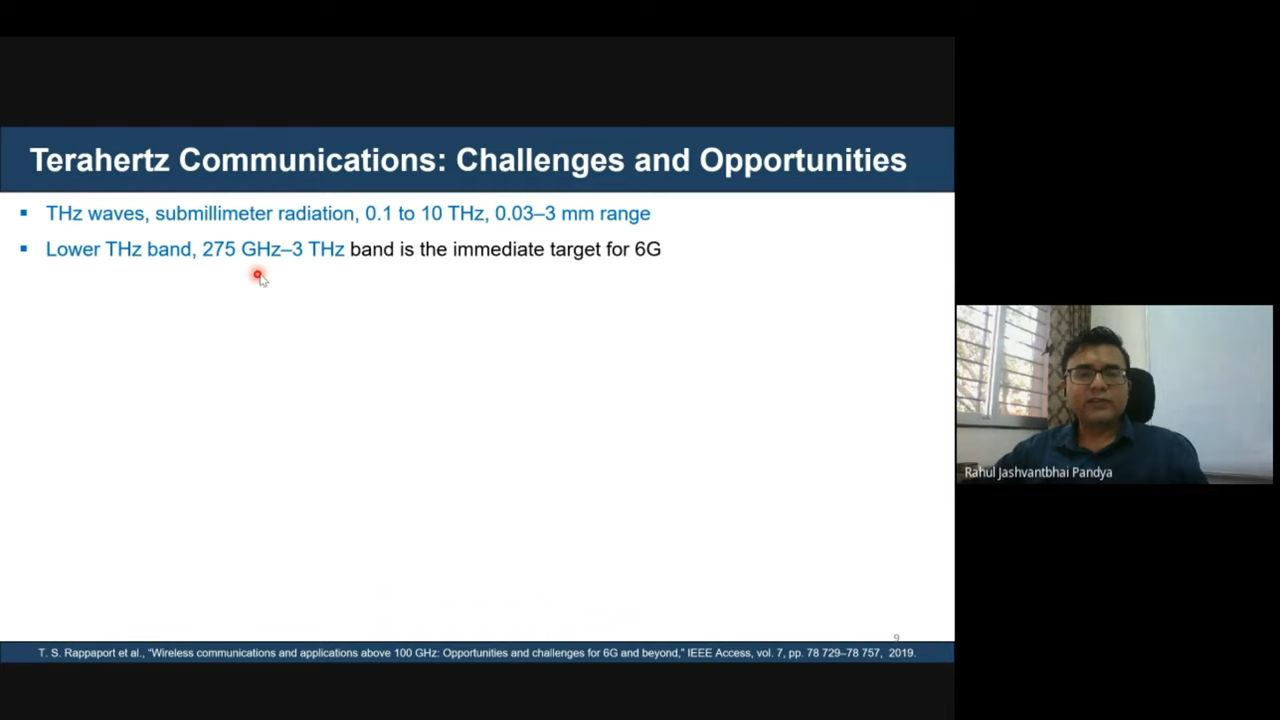 Terahertz Communications: Challenges and Opportunities
▪ THz waves, submillimeter radiation, 0.1 to 10 THz, 0.03–3 mm range
▪ Lower THz band, 275 GHz–3 THz band is the immediate target for 6G
Rahul Jashvantbhai Pandya
9
T. S. Rappaport et al., “Wireless communications and applications above 100 GHz: Opportunities and challenges for 6G and beyond,” IEEE Access, vol. 7, pp. 78 729–78 757, 2019.